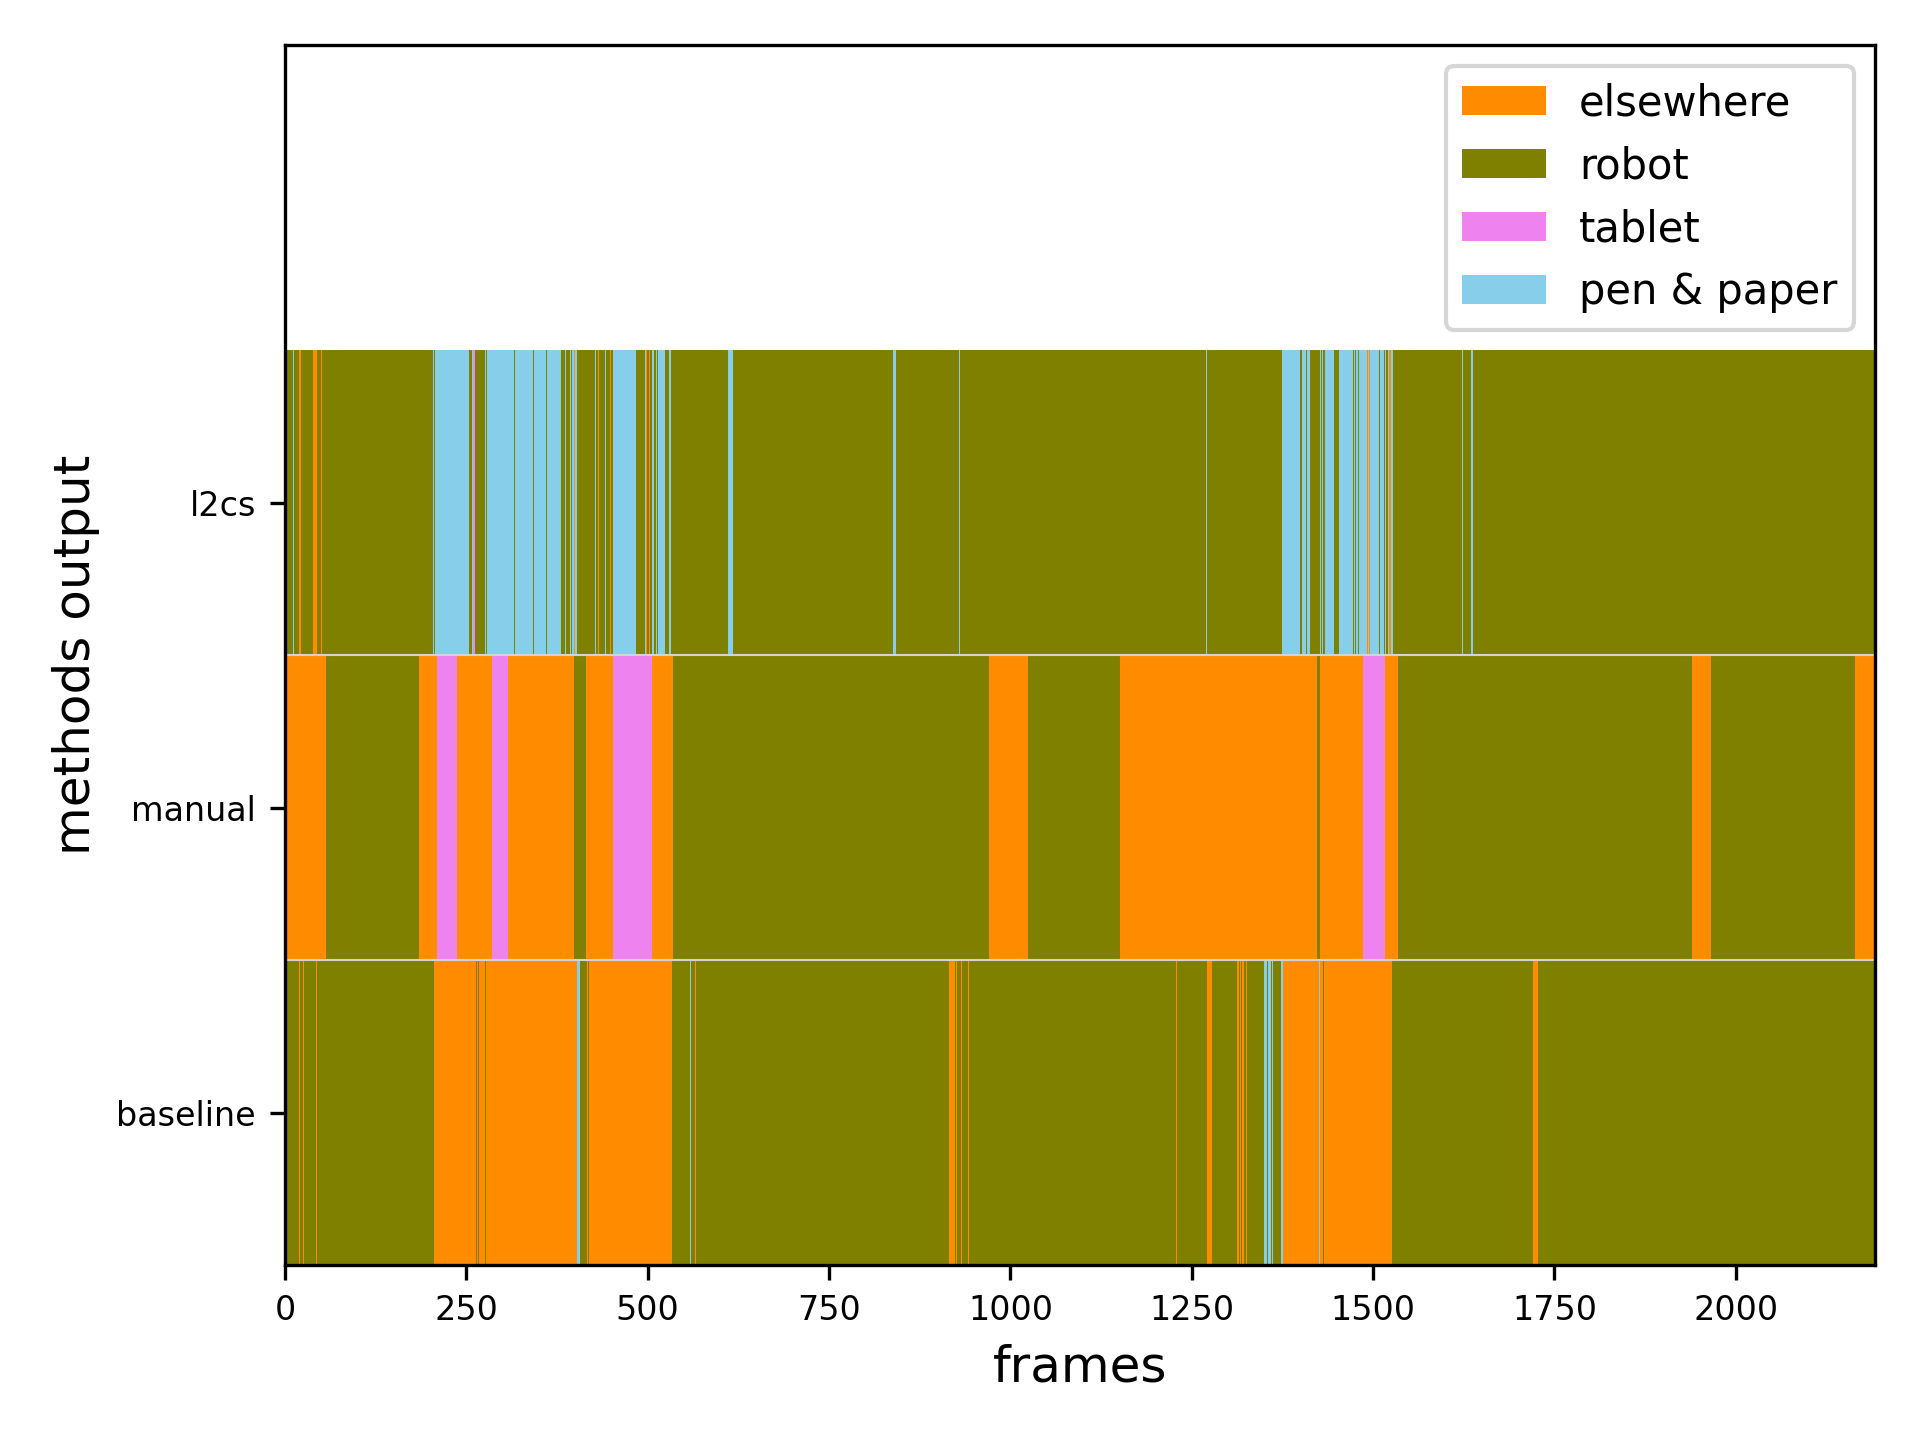 elsewhere
robot
tablet
pen & paper
methods output
l2cs
manual
baseline
0 250 500 750 1000 1250 1500 1750 2000
frames